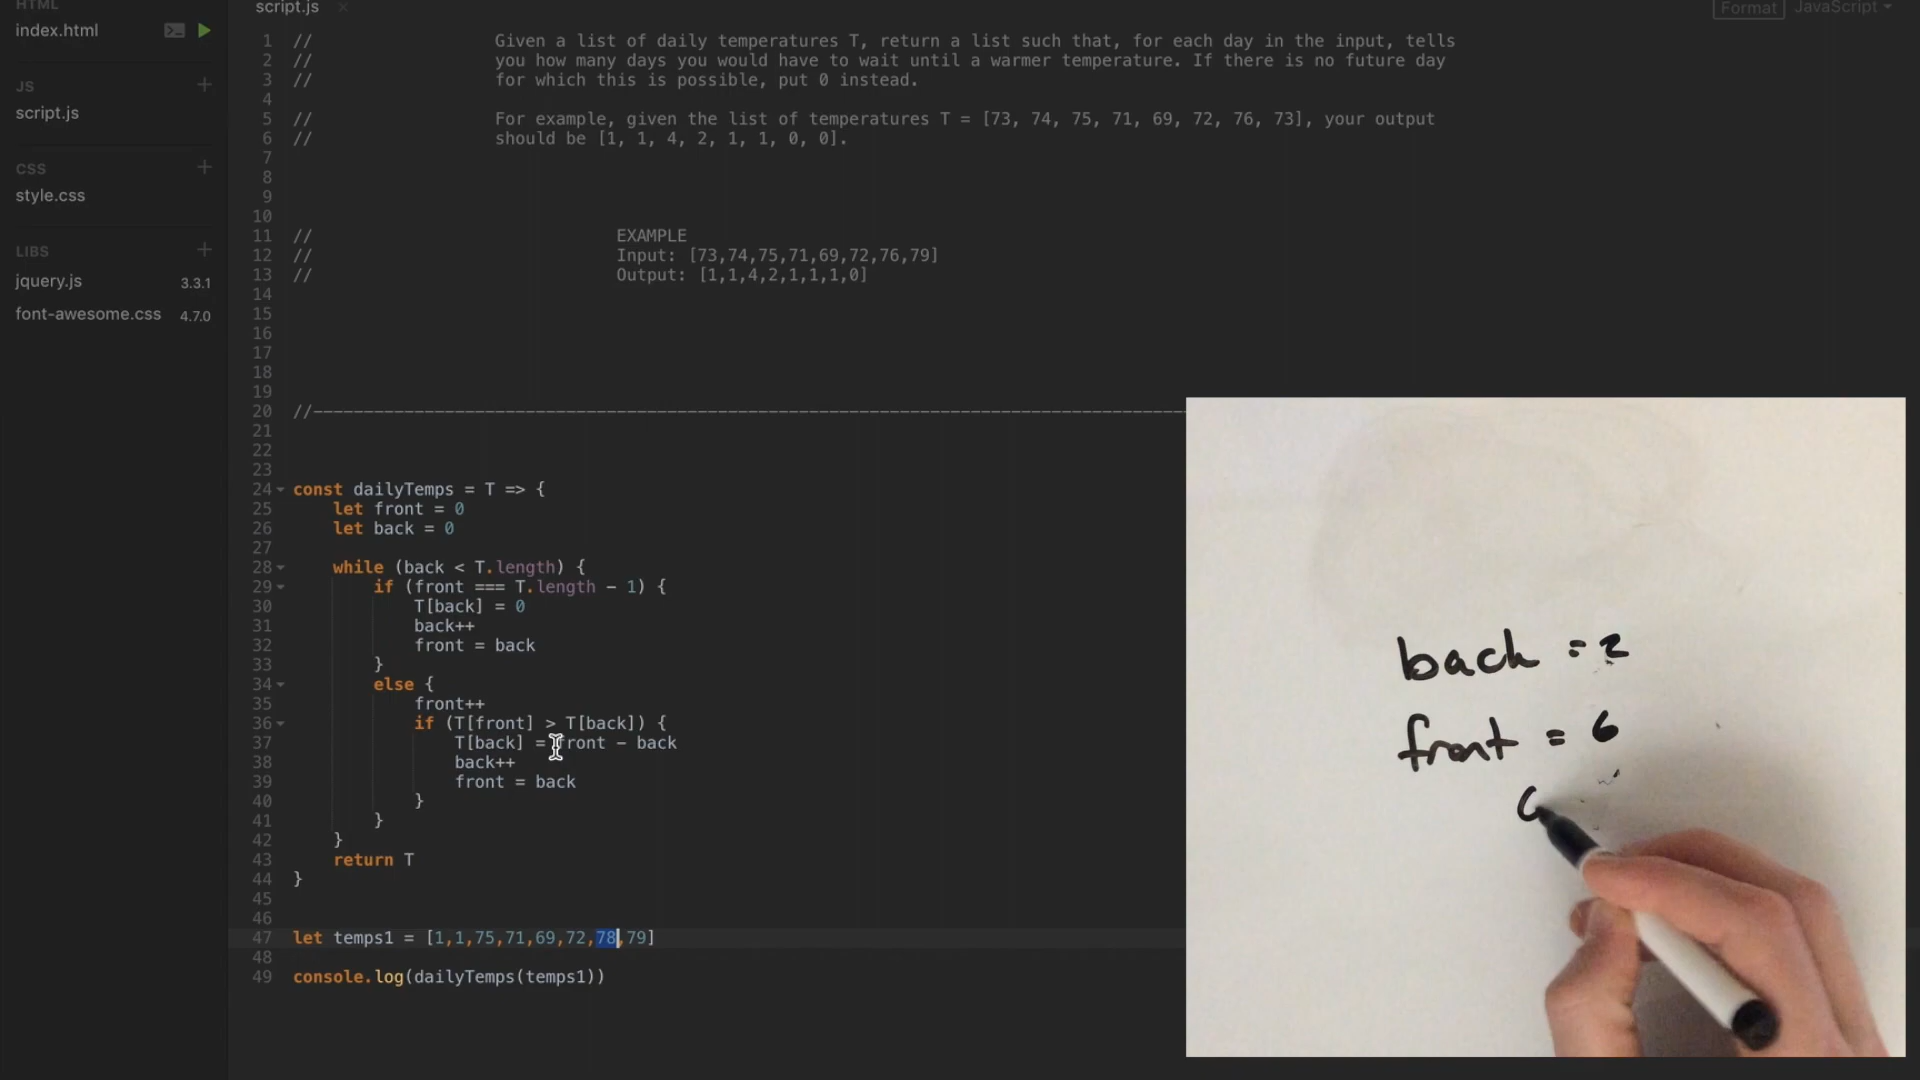 HTML
index.html
JS
script.js
CSS
style.css
LIBS
jquery.js 3.3.1
font-awesome.css 4.7.0
script.js ×
Format JavaScript
1 // Given a list of daily temperatures T, return a list such that, for each day in the input, tells
2 // you how many days you would have to wait until a warmer temperature. If there is no future day
3 // for which this is possible, put 0 instead.
4
5 // For example, given the list of temperatures T = [73, 74, 75, 71, 69, 72, 76, 73], your output
6 // should be [1, 1, 4, 2, 1, 1, 0, 0].
7
8
9
10
11 // EXAMPLE
12 // Input: [73,74,75,71,69,72,76,79]
13 // Output: [1,1,4,2,1,1,1,0]
14
15
16
17
18
19
20 //----------------------------------------------------------------------------------------
21
22
23
24 const dailyTemps = T => {
25 let front = 0
26 let back = 0
27
28 while (back < T.length) {
29 if (front === T.length - 1) {
30 T[back] = 0
31 back++
32 front = back
33 }
34 else {
35 front++
36 if (T[front] > T[back]) {
37 T[back] = front - back
38 back++
39 front = back
40 }
41 }
42 }
43 return T
44 }
45
46
47 let temps1 = [1,1,75,71,69,72,78,79]
48
49 console.log(dailyTemps(temps1))
back = 2
front = 6